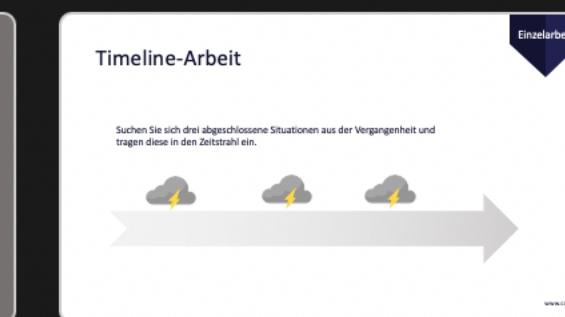 Einzelarbe
Timeline-Arbeit
Suchen Sie sich drei abgeschlossene Situationen aus der Vergangenheit und
tragen diese in den Zeitstrahl ein.